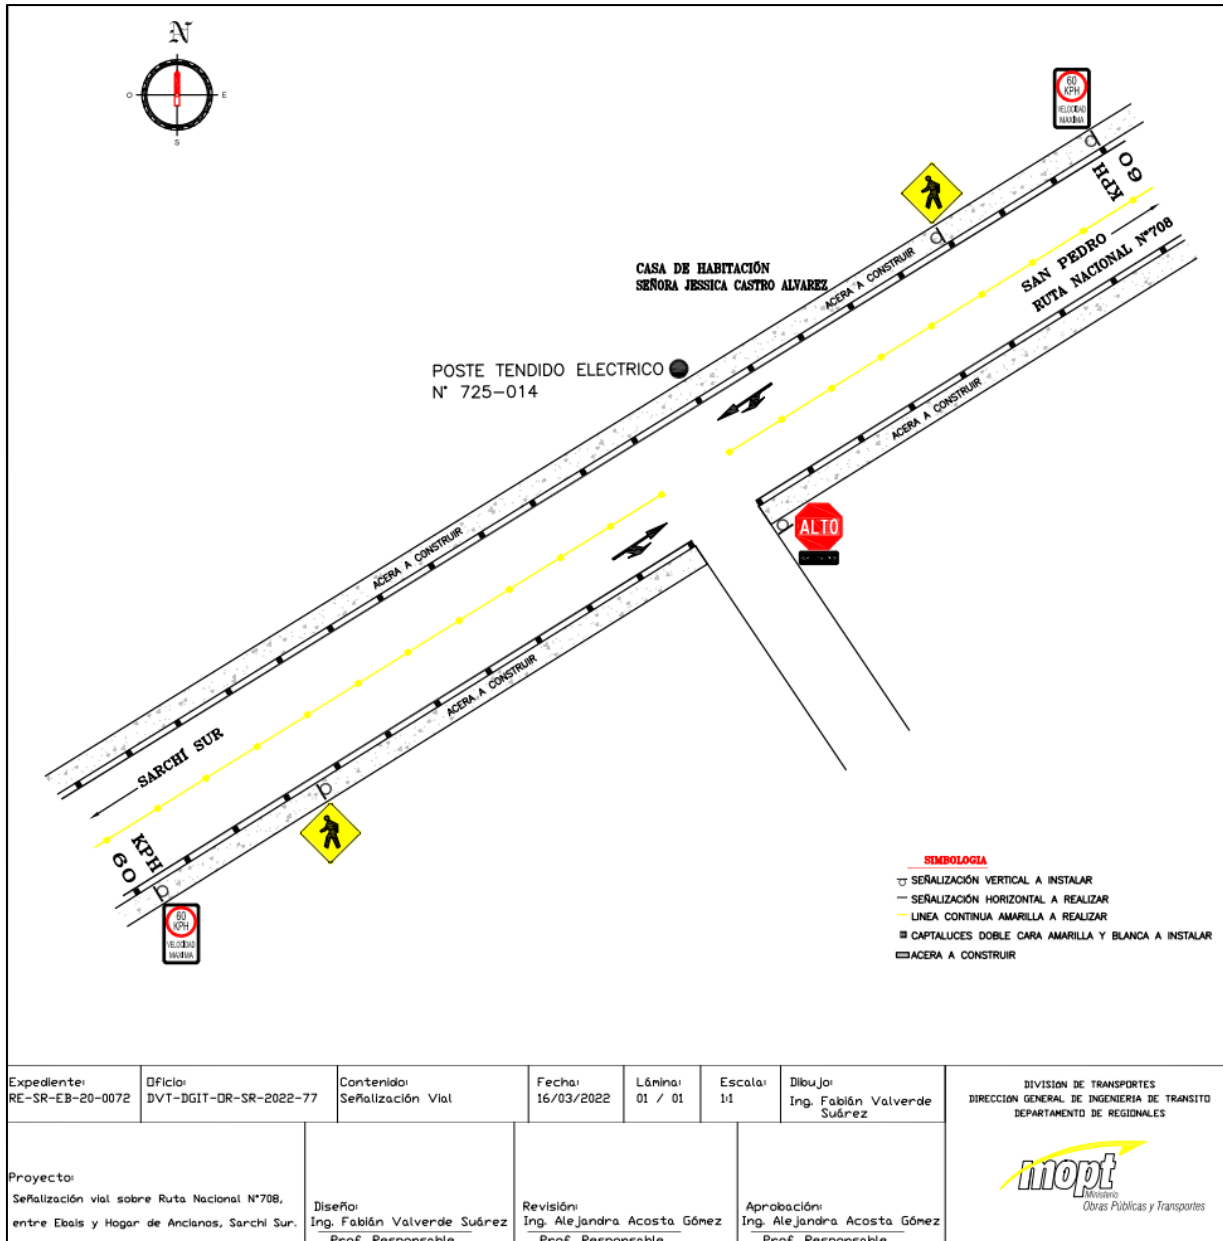 N
O
E
S
60
KPH
VELOCIDAD
MAXIMA
60
KPH
CASA DE HABITACIÓN
SEÑORA JESSICA CASTRO ALVAREZ
ACERA A CONSTRUIR
SAN PEDRO
RUTA NACIONAL N°708
POSTE TENDIDO ELECTRICO
N° 725-014
ACERA A CONSTRUIR
ALTO
ACERA A CONSTRUIR
ACERA A CONSTRUIR
SARCHÍ SUR
KPH
60
60
KPH
VELOCIDAD
MAXIMA
SIMBOLOGIA
SEÑALIZACIÓN VERTICAL A INSTALAR
SEÑALIZACIÓN HORIZONTAL A REALIZAR
LINEA CONTINUA AMARILLA A REALIZAR
CAPTALUCES DOBLE CARA AMARILLA Y BLANCA A INSTALAR
ACERA A CONSTRUIR
Expediente:
RE-SR-EB-20-0072
Oficio:
DVT-DGIT-OR-SR-2022-77
Contenido:
Señalización Vial
Fecha:
16/03/2022
Lámina:
01 / 01
Escala:
1:1
Dibujo:
Ing. Fabián Valverde
Suárez
DIVISIÓN DE TRANSPORTES
DIRECCIÓN GENERAL DE INGENIERÍA DE TRÁNSITO
DEPARTAMENTO DE REGIONALES
Proyecto:
Señalización vial sobre Ruta Nacional N°708,
entre Ebais y Hogar de Ancianos, Sarchi Sur.
Diseño:
Ing. Fabián Valverde Suárez
Prof. Responsable
Revisión:
Ing. Alejandra Acosta Gómez
Prof. Responsable
Aprobación:
Ing. Alejandra Acosta Gómez
Prof. Responsable
mopt
Ministerio
Obras Públicas y Transportes